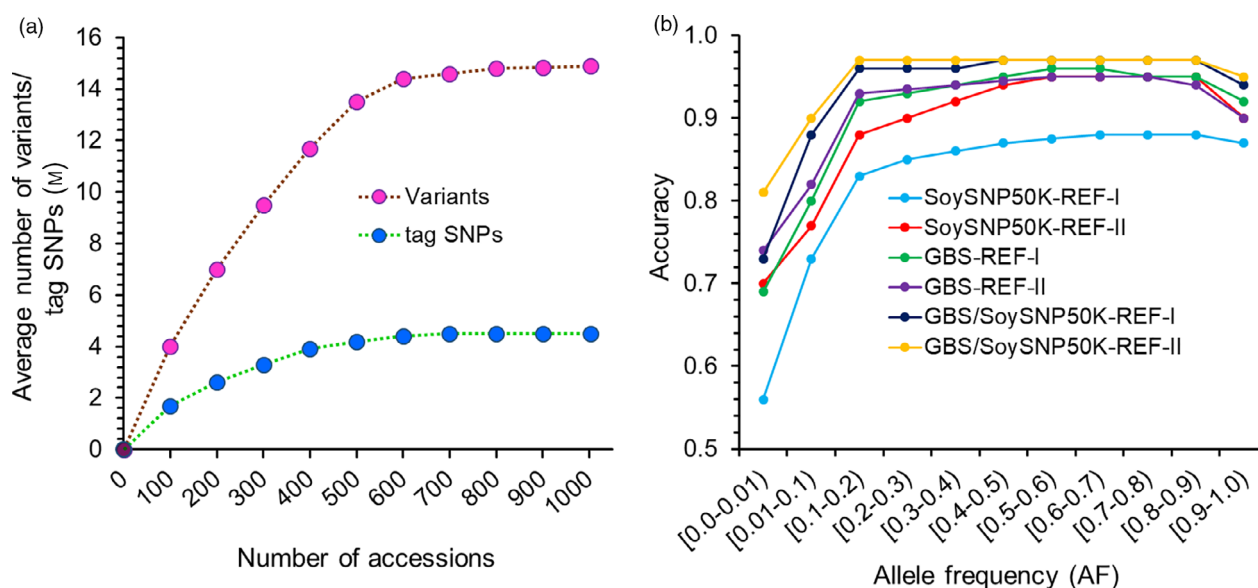 (a)
Average number of variants/
tag SNPs (M)
16
14
12
10
8
6
4
2
0
Variants
tag SNPs
0
100
200
300
400
500
600
700
800
900
1000
Number of accessions
(b)
Accuracy
1.0
0.9
0.8
0.7
0.6
0.5
SoySNP50K-REF-I
SoySNP50K-REF-II
GBS-REF-I
GBS-REF-II
GBS/SoySNP50K-REF-I
GBS/SoySNP50K-REF-II
[0.0-0.01)
[0.01-0.1)
[0.1-0.2)
[0.2-0.3)
[0.3-0.4)
[0.4-0.5)
[0.5-0.6)
[0.6-0.7)
[0.7-0.8)
[0.8-0.9)
[0.9-1.0)
Allele frequency (AF)